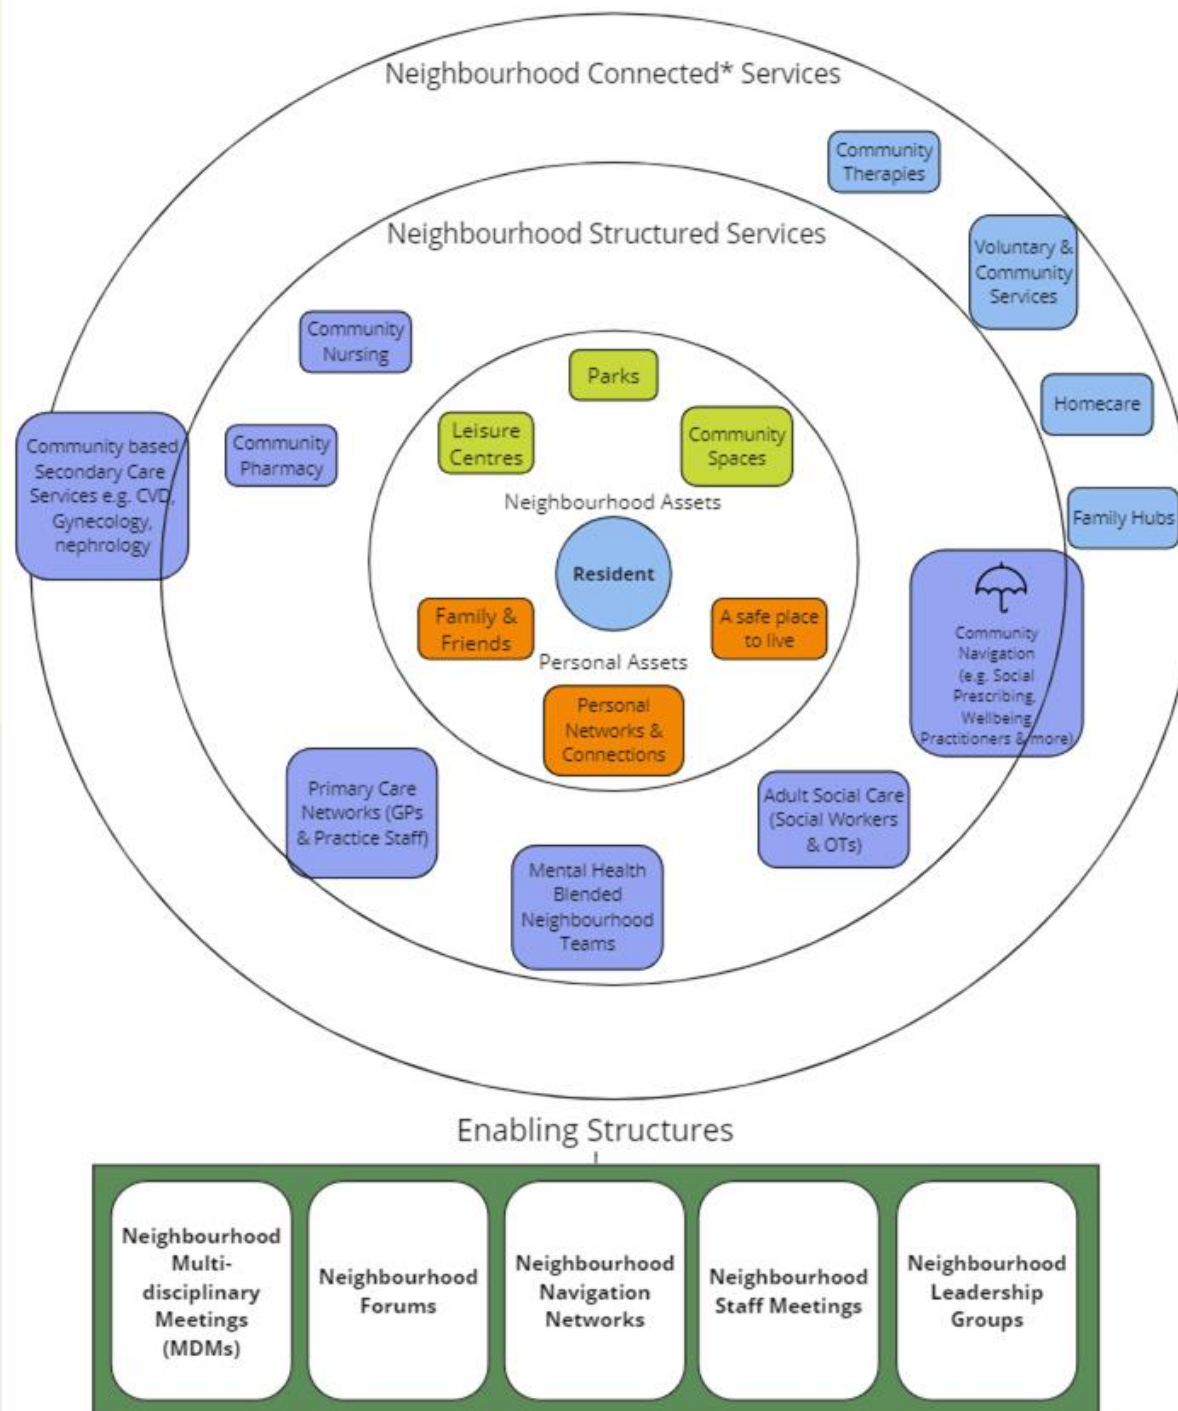 Neighbourhood Connected* Services
Community
Therapies
Voluntary &
Community
Services
Neighbourhood Structured Services
Community
Nursing
Parks
Homecare
Leisure
Centres
Community
Spaces
Community
Pharmacy
Community based
Secondary Care
Services e.g. CVD,
Gynecology,
nephrology
Neighbourhood Assets
Family Hubs
Resident
Family &
Friends
A safe place
to live
Community
Navigation
(e.g. Social
Prescribing,
Wellbeing
Practitioners & more)
Personal Assets
Personal
Networks &
Connections
Primary Care
Networks (GPs
& Practice Staff)
Adult Social Care
(Social Workers
& OTs)
Mental Health
Blended
Neighbourhood
Teams
Enabling Structures
Neighbourhood
Multi-
disciplinary
Meetings
(MDMs)
Neighbourhood
Forums
Neighbourhood
Navigation
Networks
Neighbourhood
Staff Meetings
Neighbourhood
Leadership
Groups